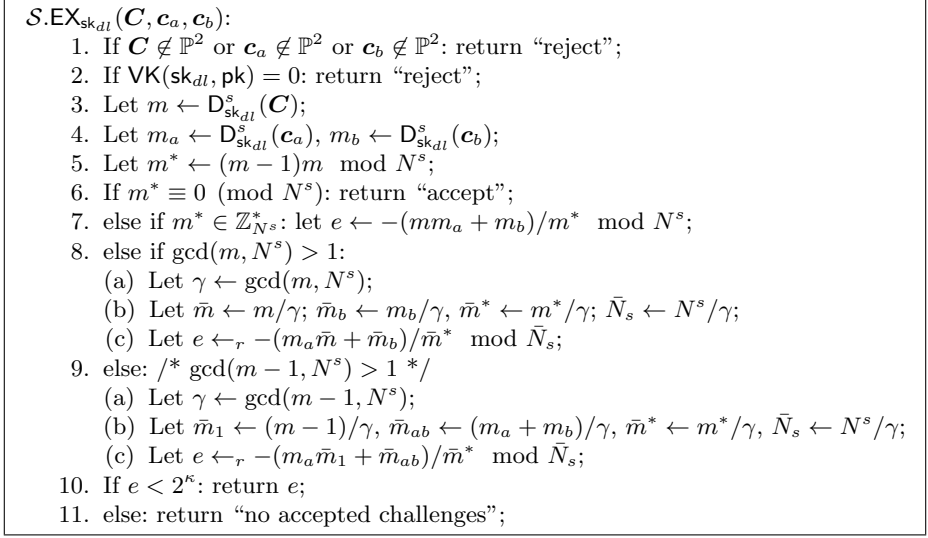 𝒮.EX_{sk_{dl}}(𝑪, 𝒄_a, 𝒄_b):
1. If 𝑪 ∉ ℙ² or 𝒄_a ∉ ℙ² or 𝒄_b ∉ ℙ²: return “reject”;
2. If VK(sk_{dl}, pk) = 0: return “reject”;
3. Let m ← D^s_{sk_{dl}}(𝑪);
4. Let m_a ← D^s_{sk_{dl}}(𝒄_a), m_b ← D^s_{sk_{dl}}(𝒄_b);
5. Let m* ← (m − 1)m mod N^s;
6. If m* ≡ 0 (mod N^s): return “accept”;
7. else if m* ∈ ℤ*_{N^s}: let e ← −(mm_a + m_b)/m* mod N^s;
8. else if gcd(m, N^s) > 1:
(a) Let γ ← gcd(m, N^s);
(b) Let m̄ ← m/γ; m̄_b ← m_b/γ, m̄* ← m*/γ; N̄_s ← N^s/γ;
(c) Let e ←_r −(m_a m̄ + m̄_b)/m̄* mod N̄_s;
9. else: /* gcd(m − 1, N^s) > 1 */
(a) Let γ ← gcd(m − 1, N^s);
(b) Let m̄_1 ← (m − 1)/γ, m̄_{ab} ← (m_a + m_b)/γ, m̄* ← m*/γ, N̄_s ← N^s/γ;
(c) Let e ←_r −(m_a m̄_1 + m̄_{ab})/m̄* mod N̄_s;
10. If e < 2^κ: return e;
11. else: return “no accepted challenges”;